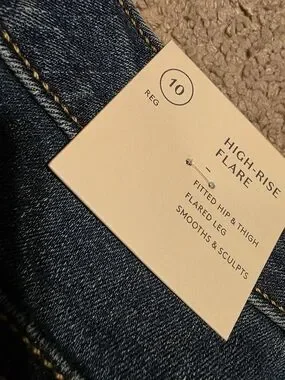 10
REG
HIGH-RISE
FLARE
FITTED HIP & THIGH
FLARED LEG
SMOOTHS & SCULPTS